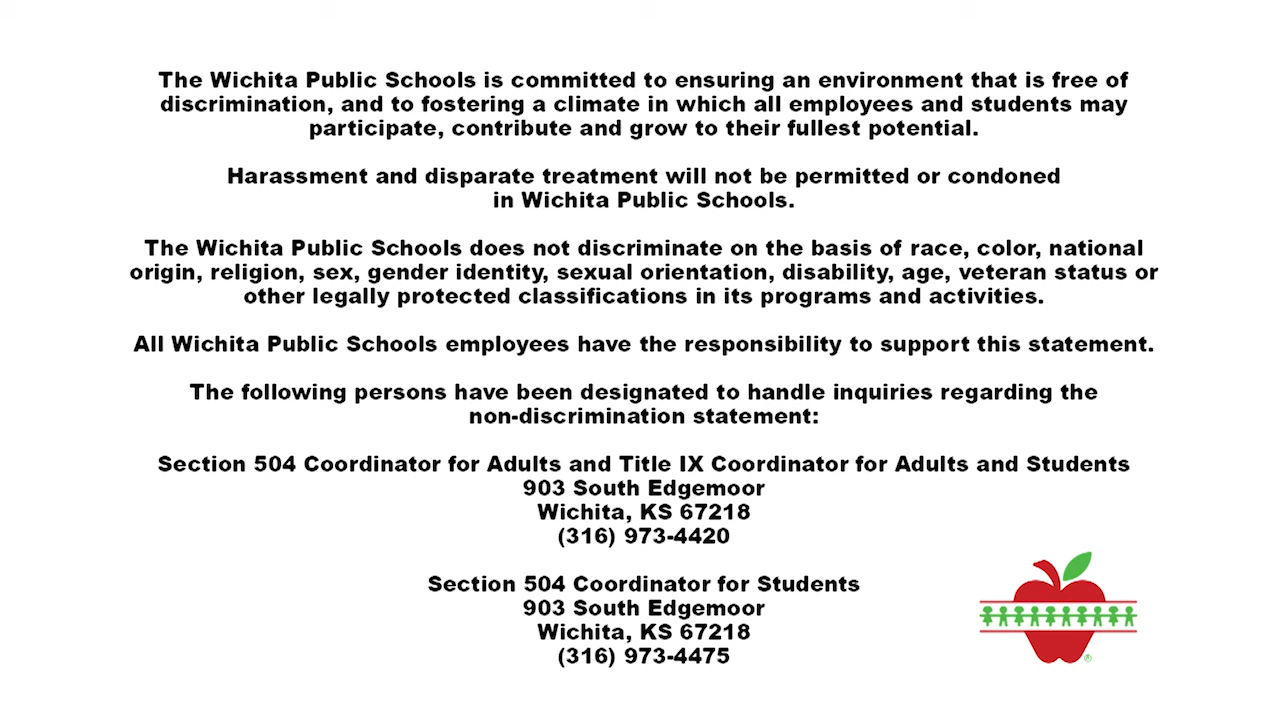 The Wichita Public Schools is committed to ensuring an environment that is free of
discrimination, and to fostering a climate in which all employees and students may
participate, contribute and grow to their fullest potential.
Harassment and disparate treatment will not be permitted or condoned
in Wichita Public Schools.
The Wichita Public Schools does not discriminate on the basis of race, color, national
origin, religion, sex, gender identity, sexual orientation, disability, age, veteran status or
other legally protected classifications in its programs and activities.
All Wichita Public Schools employees have the responsibility to support this statement.
The following persons have been designated to handle inquiries regarding the
non-discrimination statement:
Section 504 Coordinator for Adults and Title IX Coordinator for Adults and Students
903 South Edgemoor
Wichita, KS 67218
(316) 973-4420
Section 504 Coordinator for Students
903 South Edgemoor
Wichita, KS 67218
(316) 973-4475
®